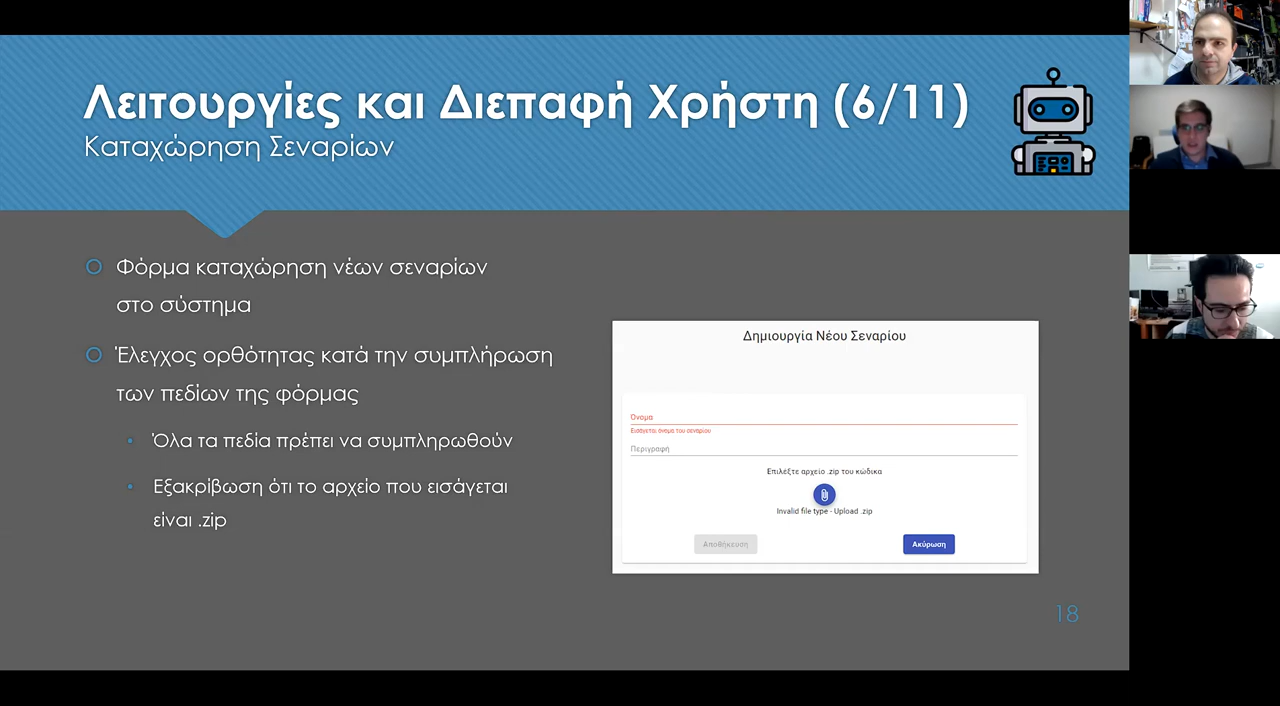 Λειτουργίες και Διεπαφή Χρήστη (6/11)
Καταχώρηση Σεναρίων
Φόρμα καταχώρηση νέων σεναρίων
στο σύστημα
Έλεγχος ορθότητας κατά την συμπλήρωση
των πεδίων της φόρμας
Όλα τα πεδία πρέπει να συμπληρωθούν
Εξακρίβωση ότι το αρχείο που εισάγεται
είναι .zip
Δημιουργία Νέου Σεναρίου
Όνομα
Εισάγεται όνομα του σεναρίου
Περιγραφή
Επιλέξτε αρχείο .zip του κώδικα
Invalid file type - Upload .zip
Αποθήκευση
Ακύρωση
18